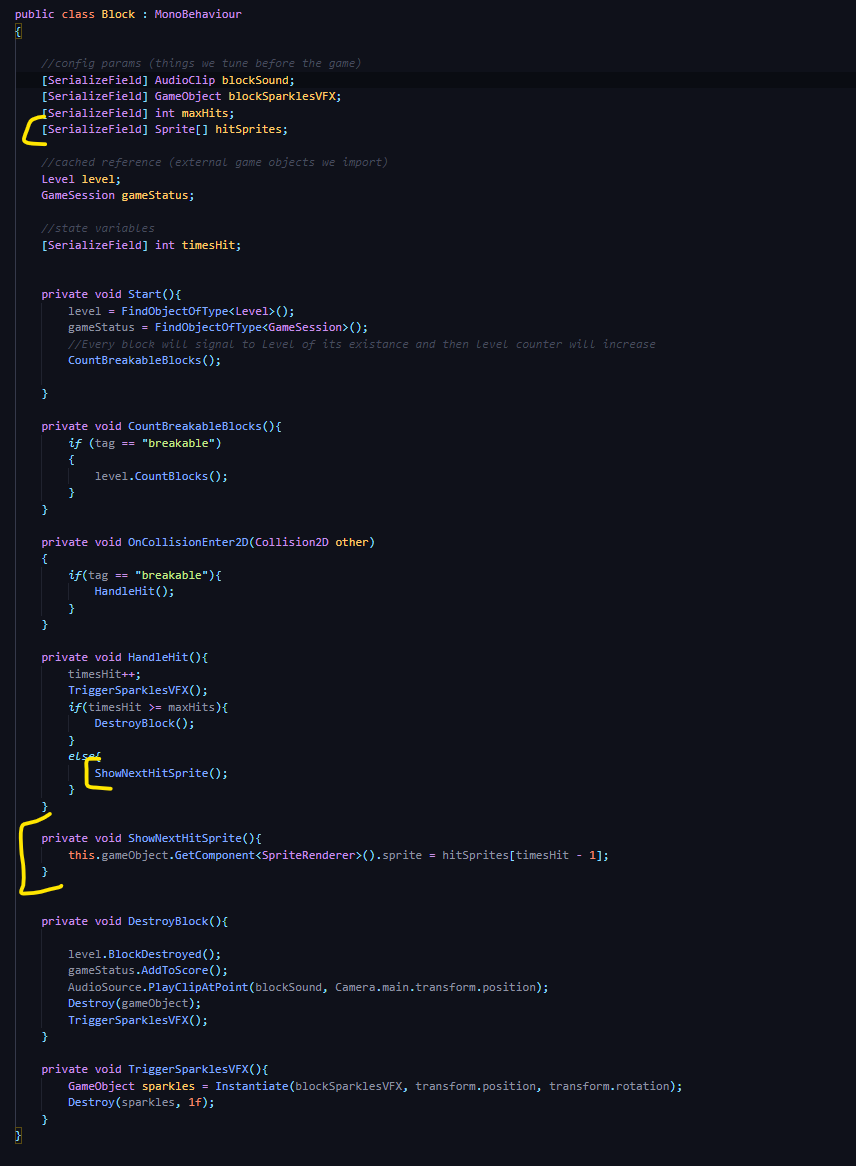 public class Block : MonoBehaviour
{
//config params (things we tune before the game)
[SerializeField] AudioClip blockSound;
[SerializeField] GameObject blockSparklesVFX;
[SerializeField] int maxHits;
[SerializeField] Sprite[] hitSprites;
//cached reference (external game objects we import)
Level level;
GameSession gameStatus;
//state variables
[SerializeField] int timesHit;
private void Start(){
level = FindObjectOfType<Level>();
gameStatus = FindObjectOfType<GameSession>();
//Every block will signal to Level of its existance and then level counter will increase
CountBreakableBlocks();
}
private void CountBreakableBlocks(){
if (tag == "breakable")
{
level.CountBlocks();
}
}
private void OnCollisionEnter2D(Collision2D other)
{
if(tag == "breakable"){
HandleHit();
}
}
private void HandleHit(){
timesHit++;
TriggerSparklesVFX();
if(timesHit >= maxHits){
DestroyBlock();
}
else{
ShowNextHitSprite();
}
}
private void ShowNextHitSprite(){
this.gameObject.GetComponent<SpriteRenderer>().sprite = hitSprites[timesHit - 1];
}
private void DestroyBlock(){
level.BlockDestroyed();
gameStatus.AddToScore();
AudioSource.PlayClipAtPoint(blockSound, Camera.main.transform.position);
Destroy(gameObject);
TriggerSparklesVFX();
}
private void TriggerSparklesVFX(){
GameObject sparkles = Instantiate(blockSparklesVFX, transform.position, transform.rotation);
Destroy(sparkles, 1f);
}
}